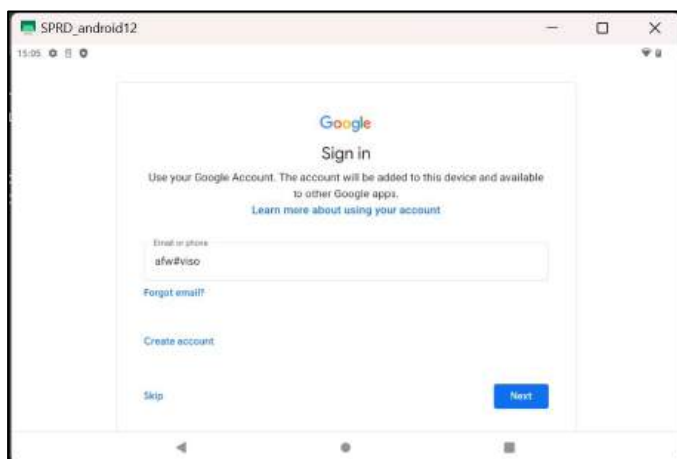 SPRD_android12
15:05
Google
Sign in
Use your Google Account. The account will be added to this device and available
to other Google apps.
Learn more about using your account
Email or phone
afw#viso
Forgot email?
Create account
Skip
Next